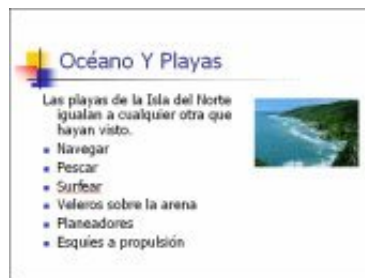 Océano Y Playas
Las playas de la Isla del Norte
igualan a cualquier otra que
hayan visto.
Navegar
Pescar
Surfear
Veleros sobre la arena
Planeadores
Esquies a propulsión